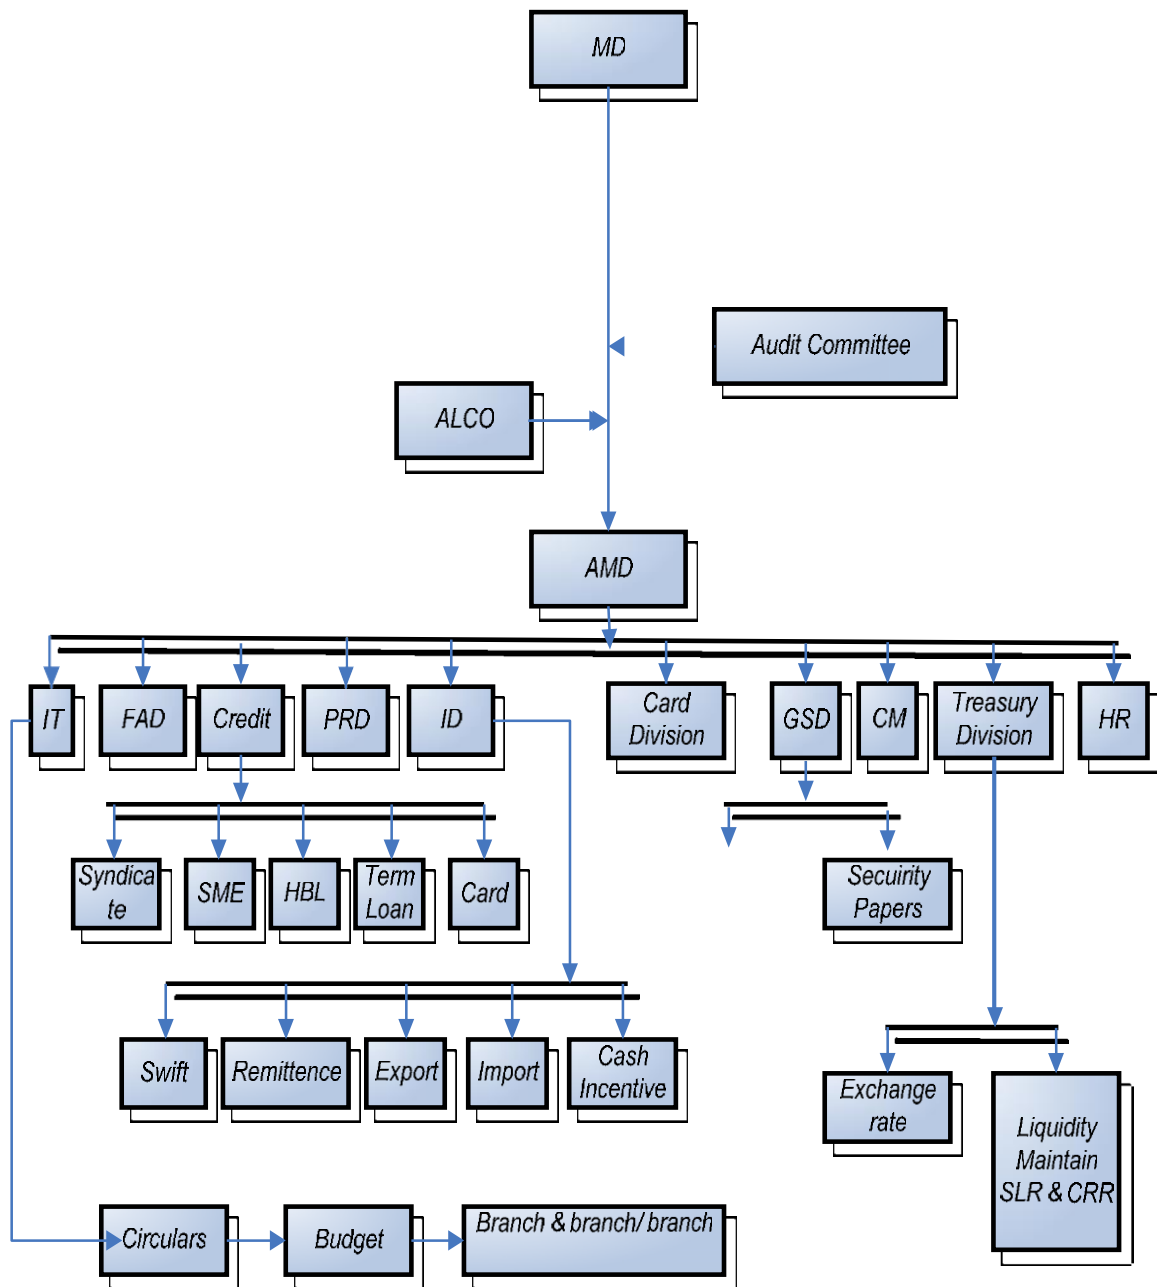 MD
Audit Committee
ALCO
AMD
IT
FAD
Credit
PRD
ID
Card
Division
GSD
CM
Treasury
Division
HR
Syndica
te
SME
HBL
Term
Loan
Card
Secuirity
Papers
Swift
Remittence
Export
Import
Cash
Incentive
Exchange
rate
Liquidity
Maintain
SLR & CRR
Circulars
Budget
Branch & branch/ branch